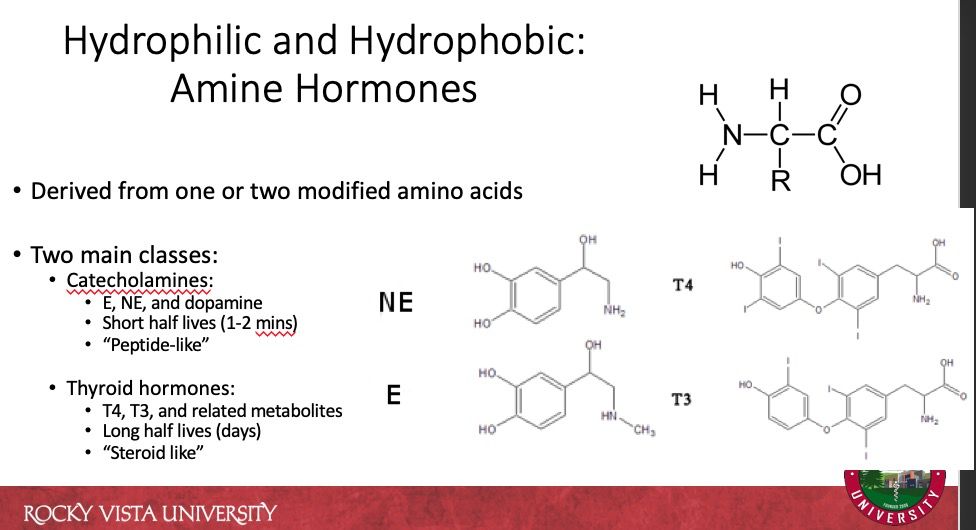 Hydrophilic and Hydrophobic:
Amine Hormones
H H O
N–C–C
H R OH
• Derived from one or two modified amino acids
• Two main classes:
• Catecholamines:
• E, NE, and dopamine
• Short half lives (1-2 mins)
• “Peptide-like”
• Thyroid hormones:
• T4, T3, and related metabolites
• Long half lives (days)
• “Steroid like”
NE
OH
HO
HO
NH₂
E
OH
HO
HO
HN
CH₃
T4
I
HO
I
O
I
I
OH
O
NH₂
T3
I
HO
O
I
I
OH
O
NH₂
ROCKY VISTA UNIVERSITY
UNIVERSITY